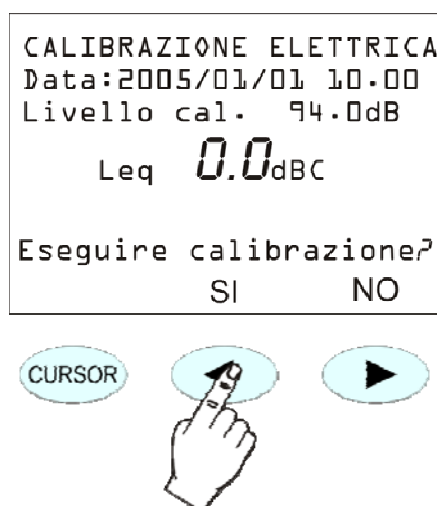 CALIBRAZIONE ELETTRICA
Data:2005/01/01 10.00
Livello cal. 94.0dB
Leq 0.0dBC
Eseguire calibrazione?
SI NO
CURSOR